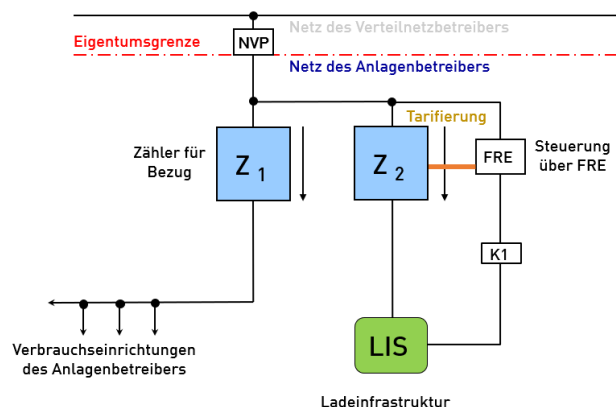 Netz des Verteilnetzbetreibers
Eigentumsgrenze
NVP
Netz des Anlagenbetreibers
Tarifierung
Zähler für
Bezug
Z 1
Z 2
FRE
Steuerung
über FRE
K1
LIS
Verbrauchseinrichtungen
des Anlagenbetreibers
Ladeinfrastruktur